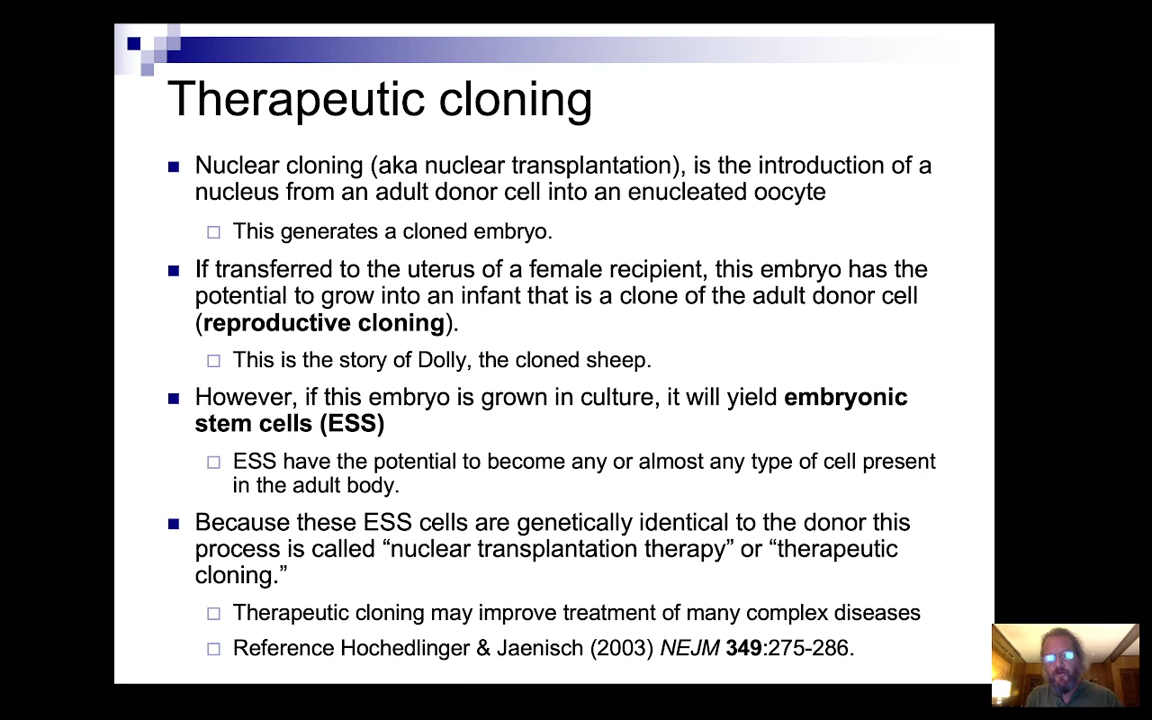 Therapeutic cloning
Nuclear cloning (aka nuclear transplantation), is the introduction of a
nucleus from an adult donor cell into an enucleated oocyte
This generates a cloned embryo.
If transferred to the uterus of a female recipient, this embryo has the
potential to grow into an infant that is a clone of the adult donor cell
(reproductive cloning).
This is the story of Dolly, the cloned sheep.
However, if this embryo is grown in culture, it will yield embryonic
stem cells (ESS)
ESS have the potential to become any or almost any type of cell present
in the adult body.
Because these ESS cells are genetically identical to the donor this
process is called “nuclear transplantation therapy” or “therapeutic
cloning.”
Therapeutic cloning may improve treatment of many complex diseases
Reference Hochedlinger & Jaenisch (2003) NEJM 349:275-286.